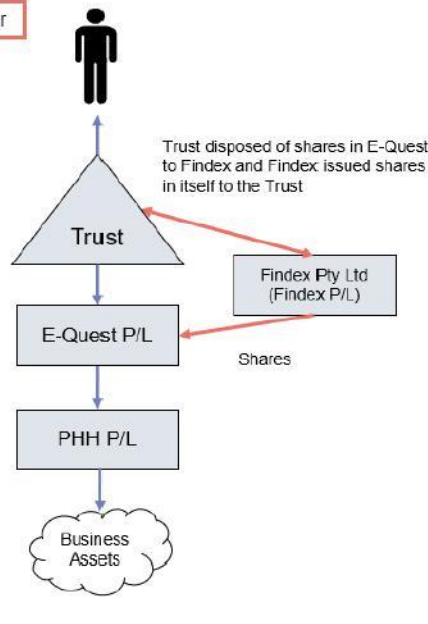 Trust disposed of shares in E-Quest
to Findex and Findex issued shares
in itself to the Trust
Trust
Findex Pty Ltd
(Findex P/L)
E-Quest P/L
Shares
PHH P/L
Business
Assets